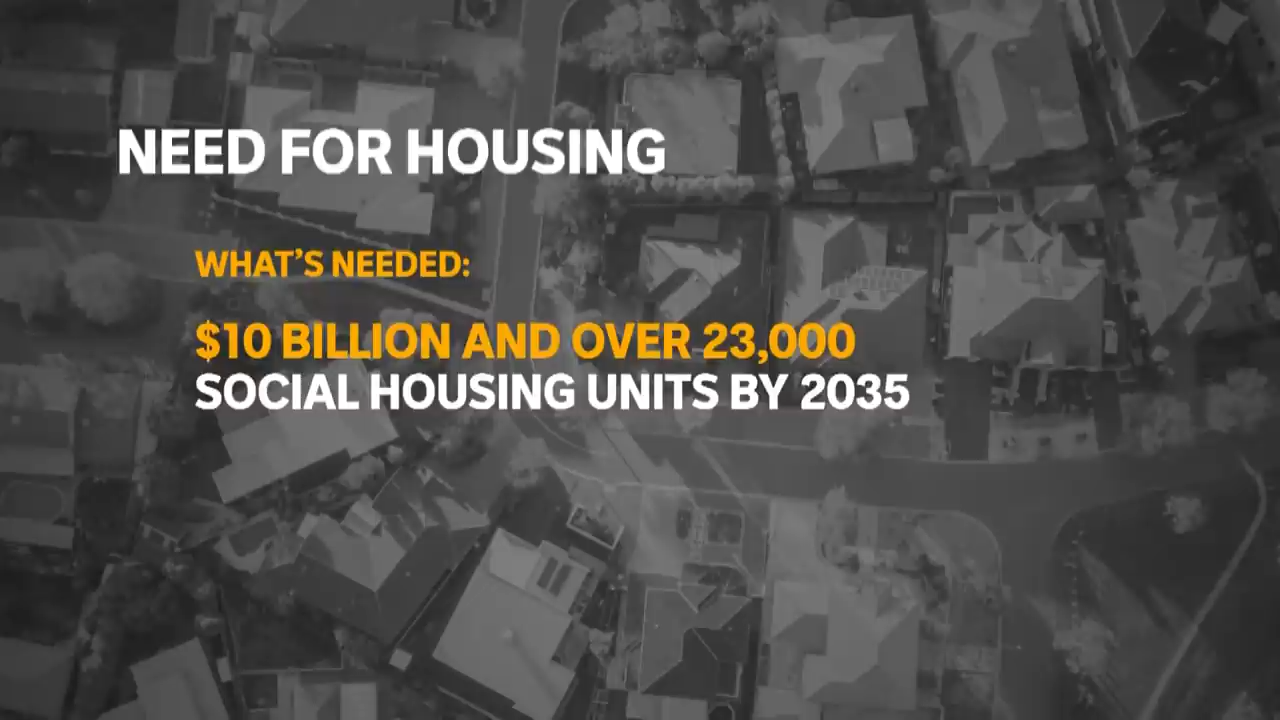 NEED FOR HOUSING
WHAT'S NEEDED:
$10 BILLION AND OVER 23,000
SOCIAL HOUSING UNITS BY 2035